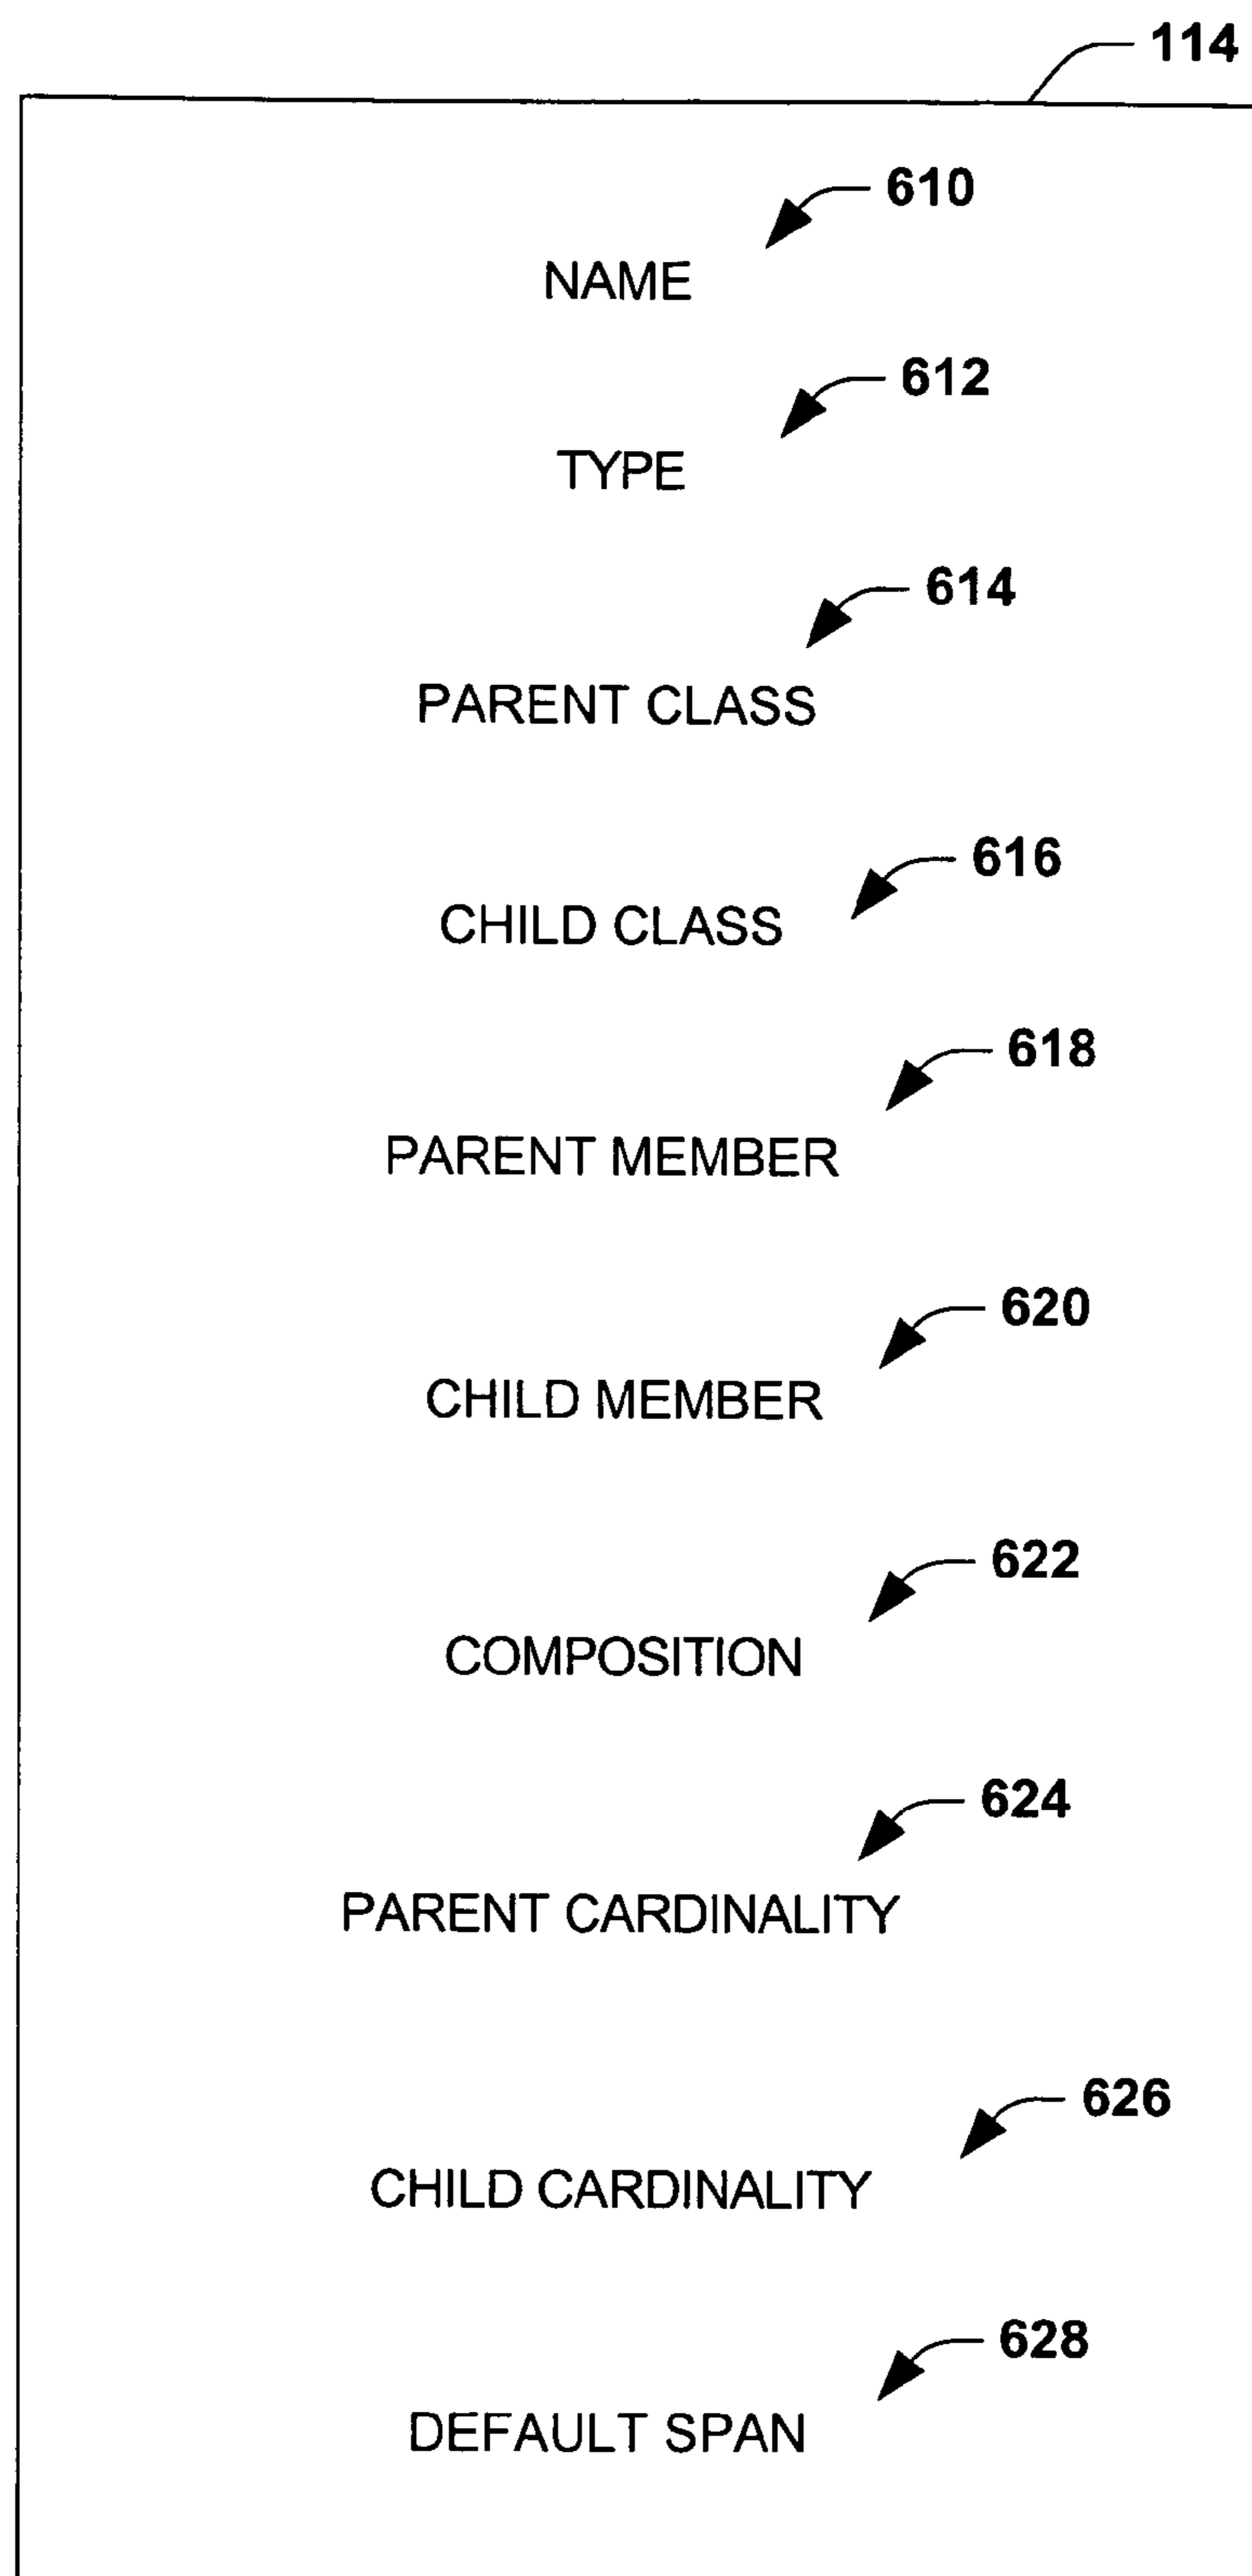 114
610
NAME
612
TYPE
614
PARENT CLASS
616
CHILD CLASS
618
PARENT MEMBER
620
CHILD MEMBER
622
COMPOSITION
624
PARENT CARDINALITY
626
CHILD CARDINALITY
628
DEFAULT SPAN